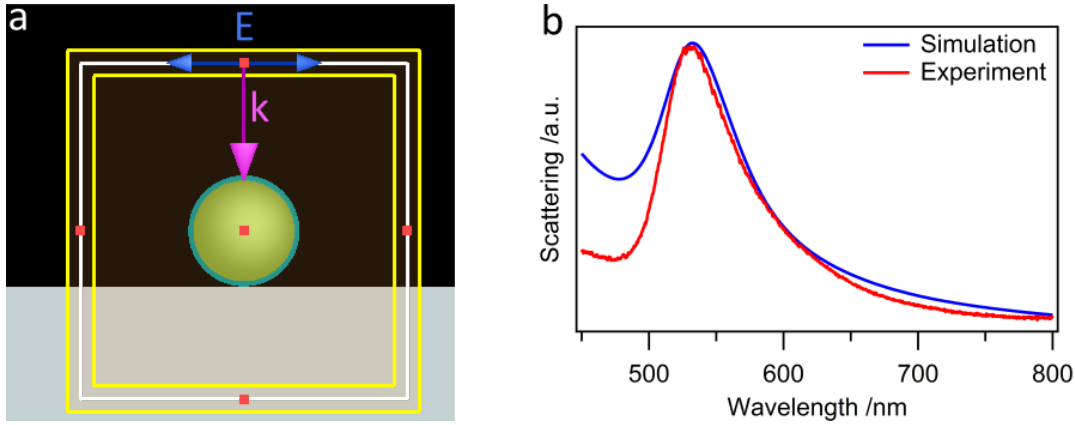 a
E
k
b
Simulation
Experiment
Scattering /a.u.
500
600
700
800
Wavelength /nm